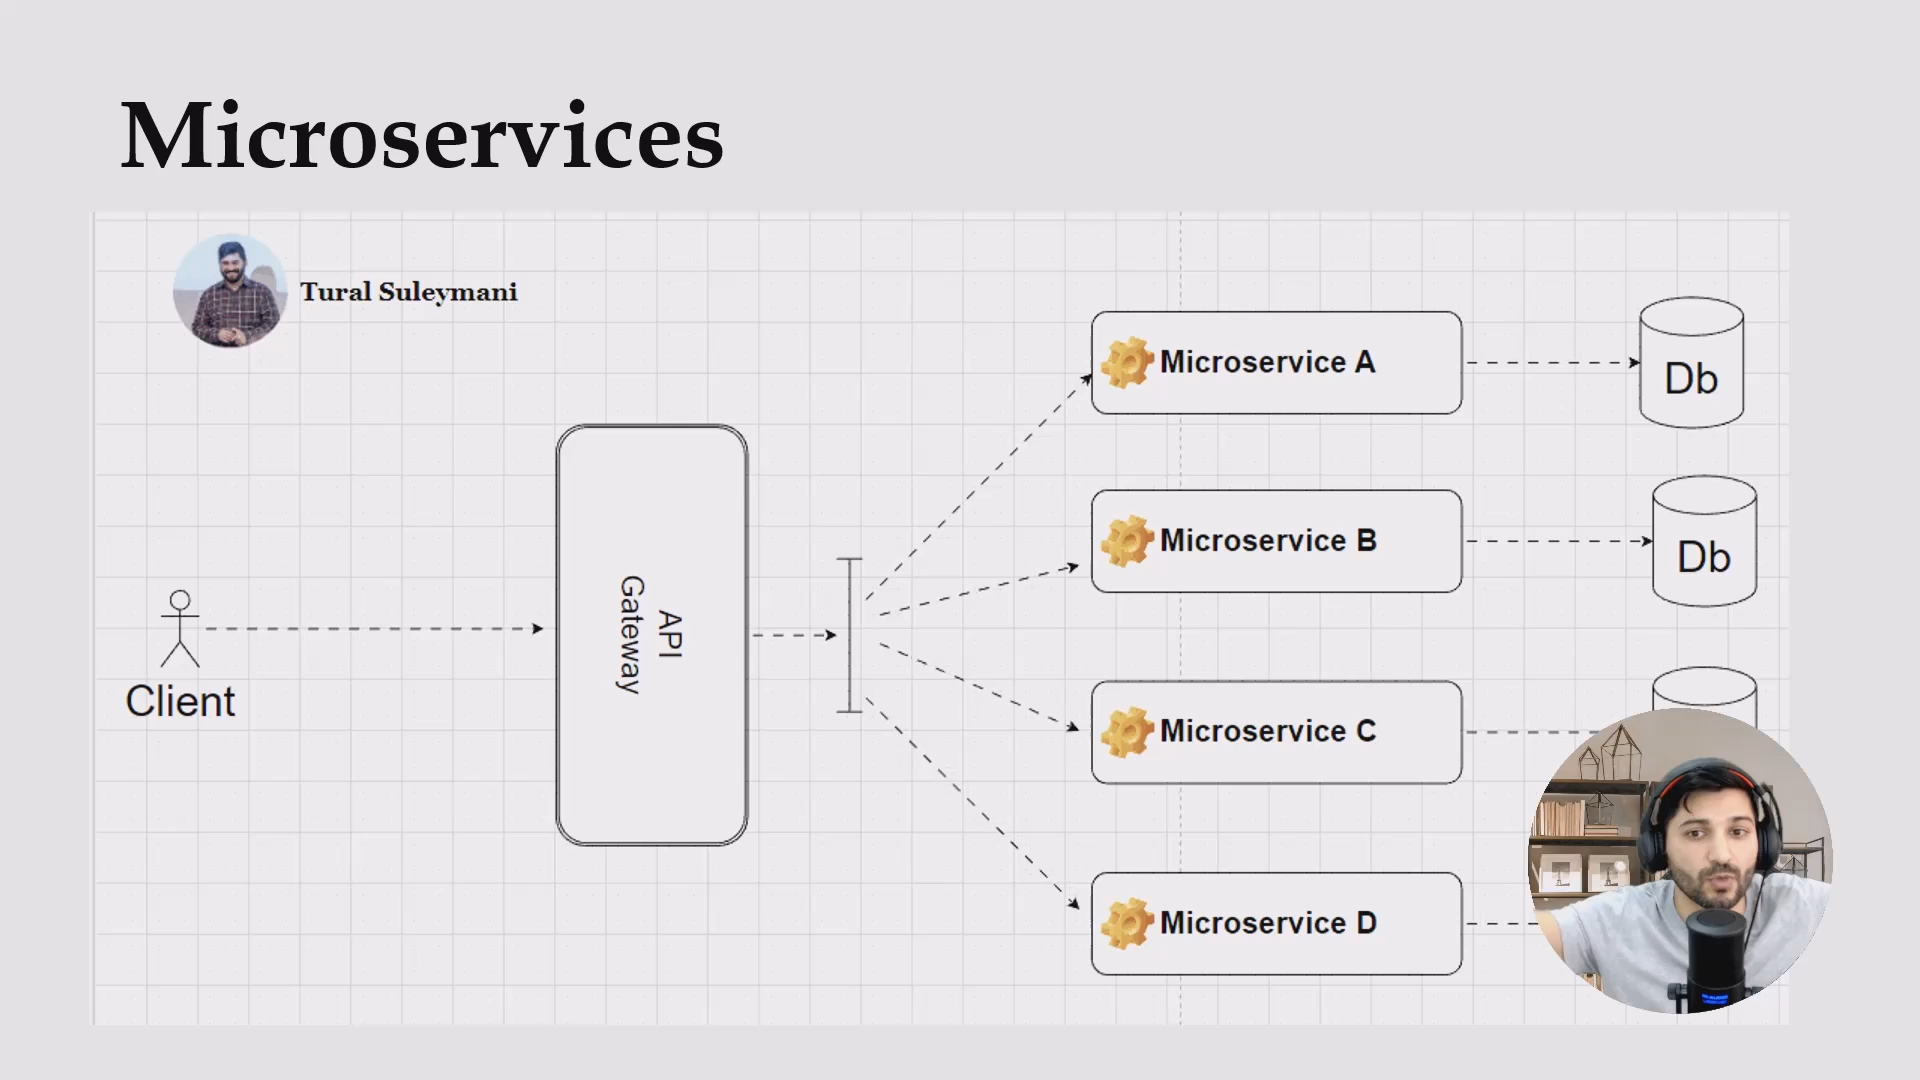 Microservices
Tural Suleymani
Microservice A
Db
Microservice B
Db
API
Gateway
Client
Microservice C
Microservice D